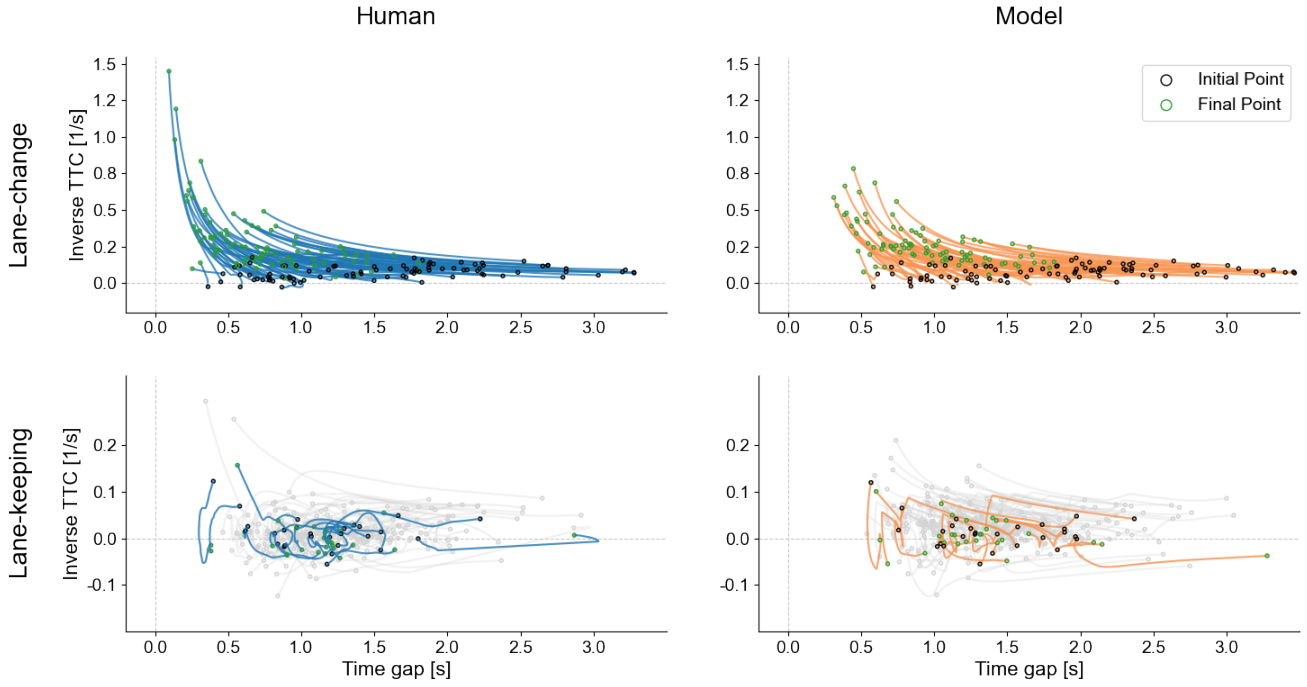 Human
Model
Lane-change
Inverse TTC [1/s]
1.5
1.2
1.0
0.8
0.5
0.2
0.0
0.0 0.5 1.0 1.5 2.0 2.5 3.0
1.5
1.2
1.0
0.8
0.5
0.2
0.0
0.0 0.5 1.0 1.5 2.0 2.5 3.0
Initial Point
Final Point
Lane-keeping
Inverse TTC [1/s]
0.2
0.1
0.0
-0.1
0.0 0.5 1.0 1.5 2.0 2.5 3.0
Time gap [s]
0.2
0.1
0.0
-0.1
0.0 0.5 1.0 1.5 2.0 2.5 3.0
Time gap [s]